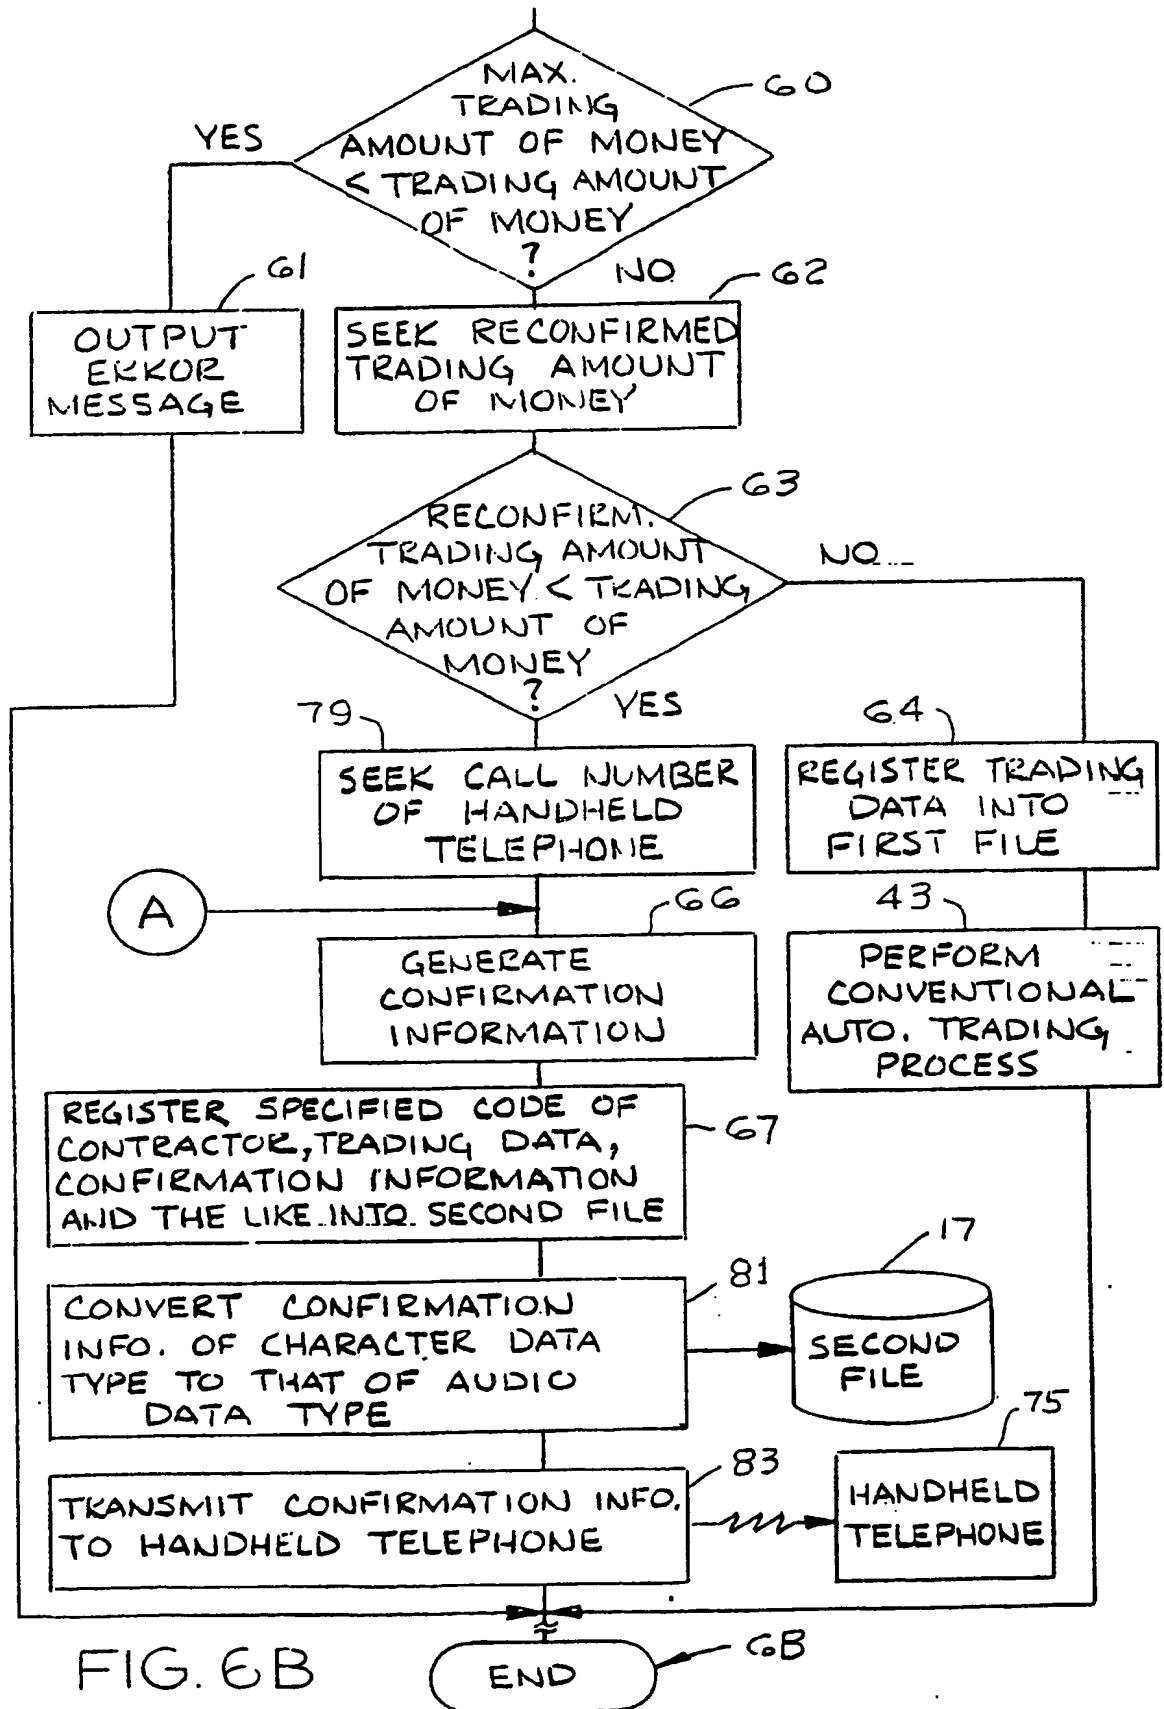 MAX.
TRADING
AMOUNT OF MONEY
< TRADING AMOUNT
OF MONEY
?
60
YES
NO
61
OUTPUT
ERROR
MESSAGE
62
SEEK RECONFIRMED
TRADING AMOUNT
OF MONEY
63
RECONFIRM.
TRADING AMOUNT
OF MONEY < TRADING
AMOUNT OF
MONEY
?
NO
YES
79
SEEK CALL NUMBER
OF HANDHELD
TELEPHONE
64
REGISTER TRADING
DATA INTO
FIRST FILE
A
66
GENERATE
CONFIRMATION
INFORMATION
43
PERFORM
CONVENTIONAL
AUTO. TRADING
PROCESS
REGISTER SPECIFIED CODE OF
CONTRACTOR, TRADING DATA,
CONFIRMATION INFORMATION
AND THE LIKE INTO SECOND FILE
67
CONVERT CONFIRMATION
INFO. OF CHARACTER DATA
TYPE TO THAT OF AUDIO
DATA TYPE
81
17
SECOND
FILE
TRANSMIT CONFIRMATION INFO.
TO HANDHELD TELEPHONE
83
75
HANDHELD
TELEPHONE
END
6B
FIG. 6B